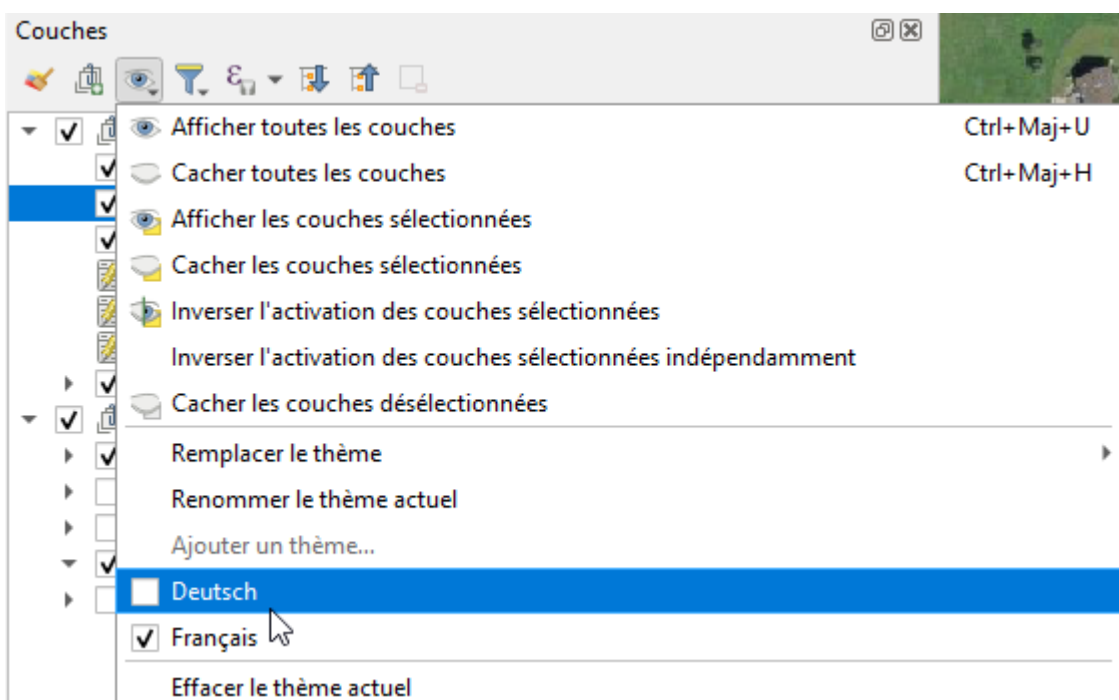 Couches
Afficher toutes les couches Ctrl+Maj+U
Cacher toutes les couches Ctrl+Maj+H
Afficher les couches sélectionnées
Cacher les couches sélectionnées
Inverser l'activation des couches sélectionnées
Inverser l'activation des couches sélectionnées indépendamment
Cacher les couches désélectionnées
Remplacer le thème
Renommer le thème actuel
Ajouter un thème...
Deutsch
Français
Effacer le thème actuel